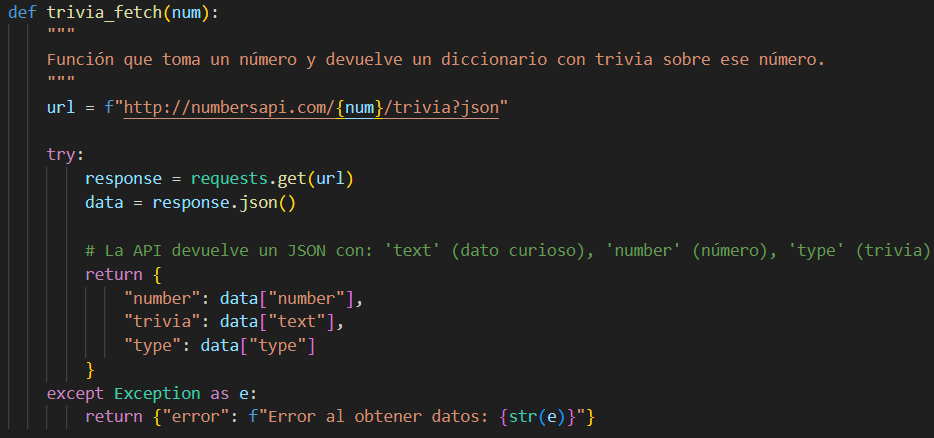 def trivia_fetch(num):
"""
Función que toma un número y devuelve un diccionario con trivia sobre ese número.
"""
url = f"http://numbersapi.com/{num}/trivia?json"
try:
response = requests.get(url)
data = response.json()
# La API devuelve un JSON con: 'text' (dato curioso), 'number' (número), 'type' (trivia)
return {
"number": data["number"],
"trivia": data["text"],
"type": data["type"]
}
except Exception as e:
return {"error": f"Error al obtener datos: {str(e)}"}